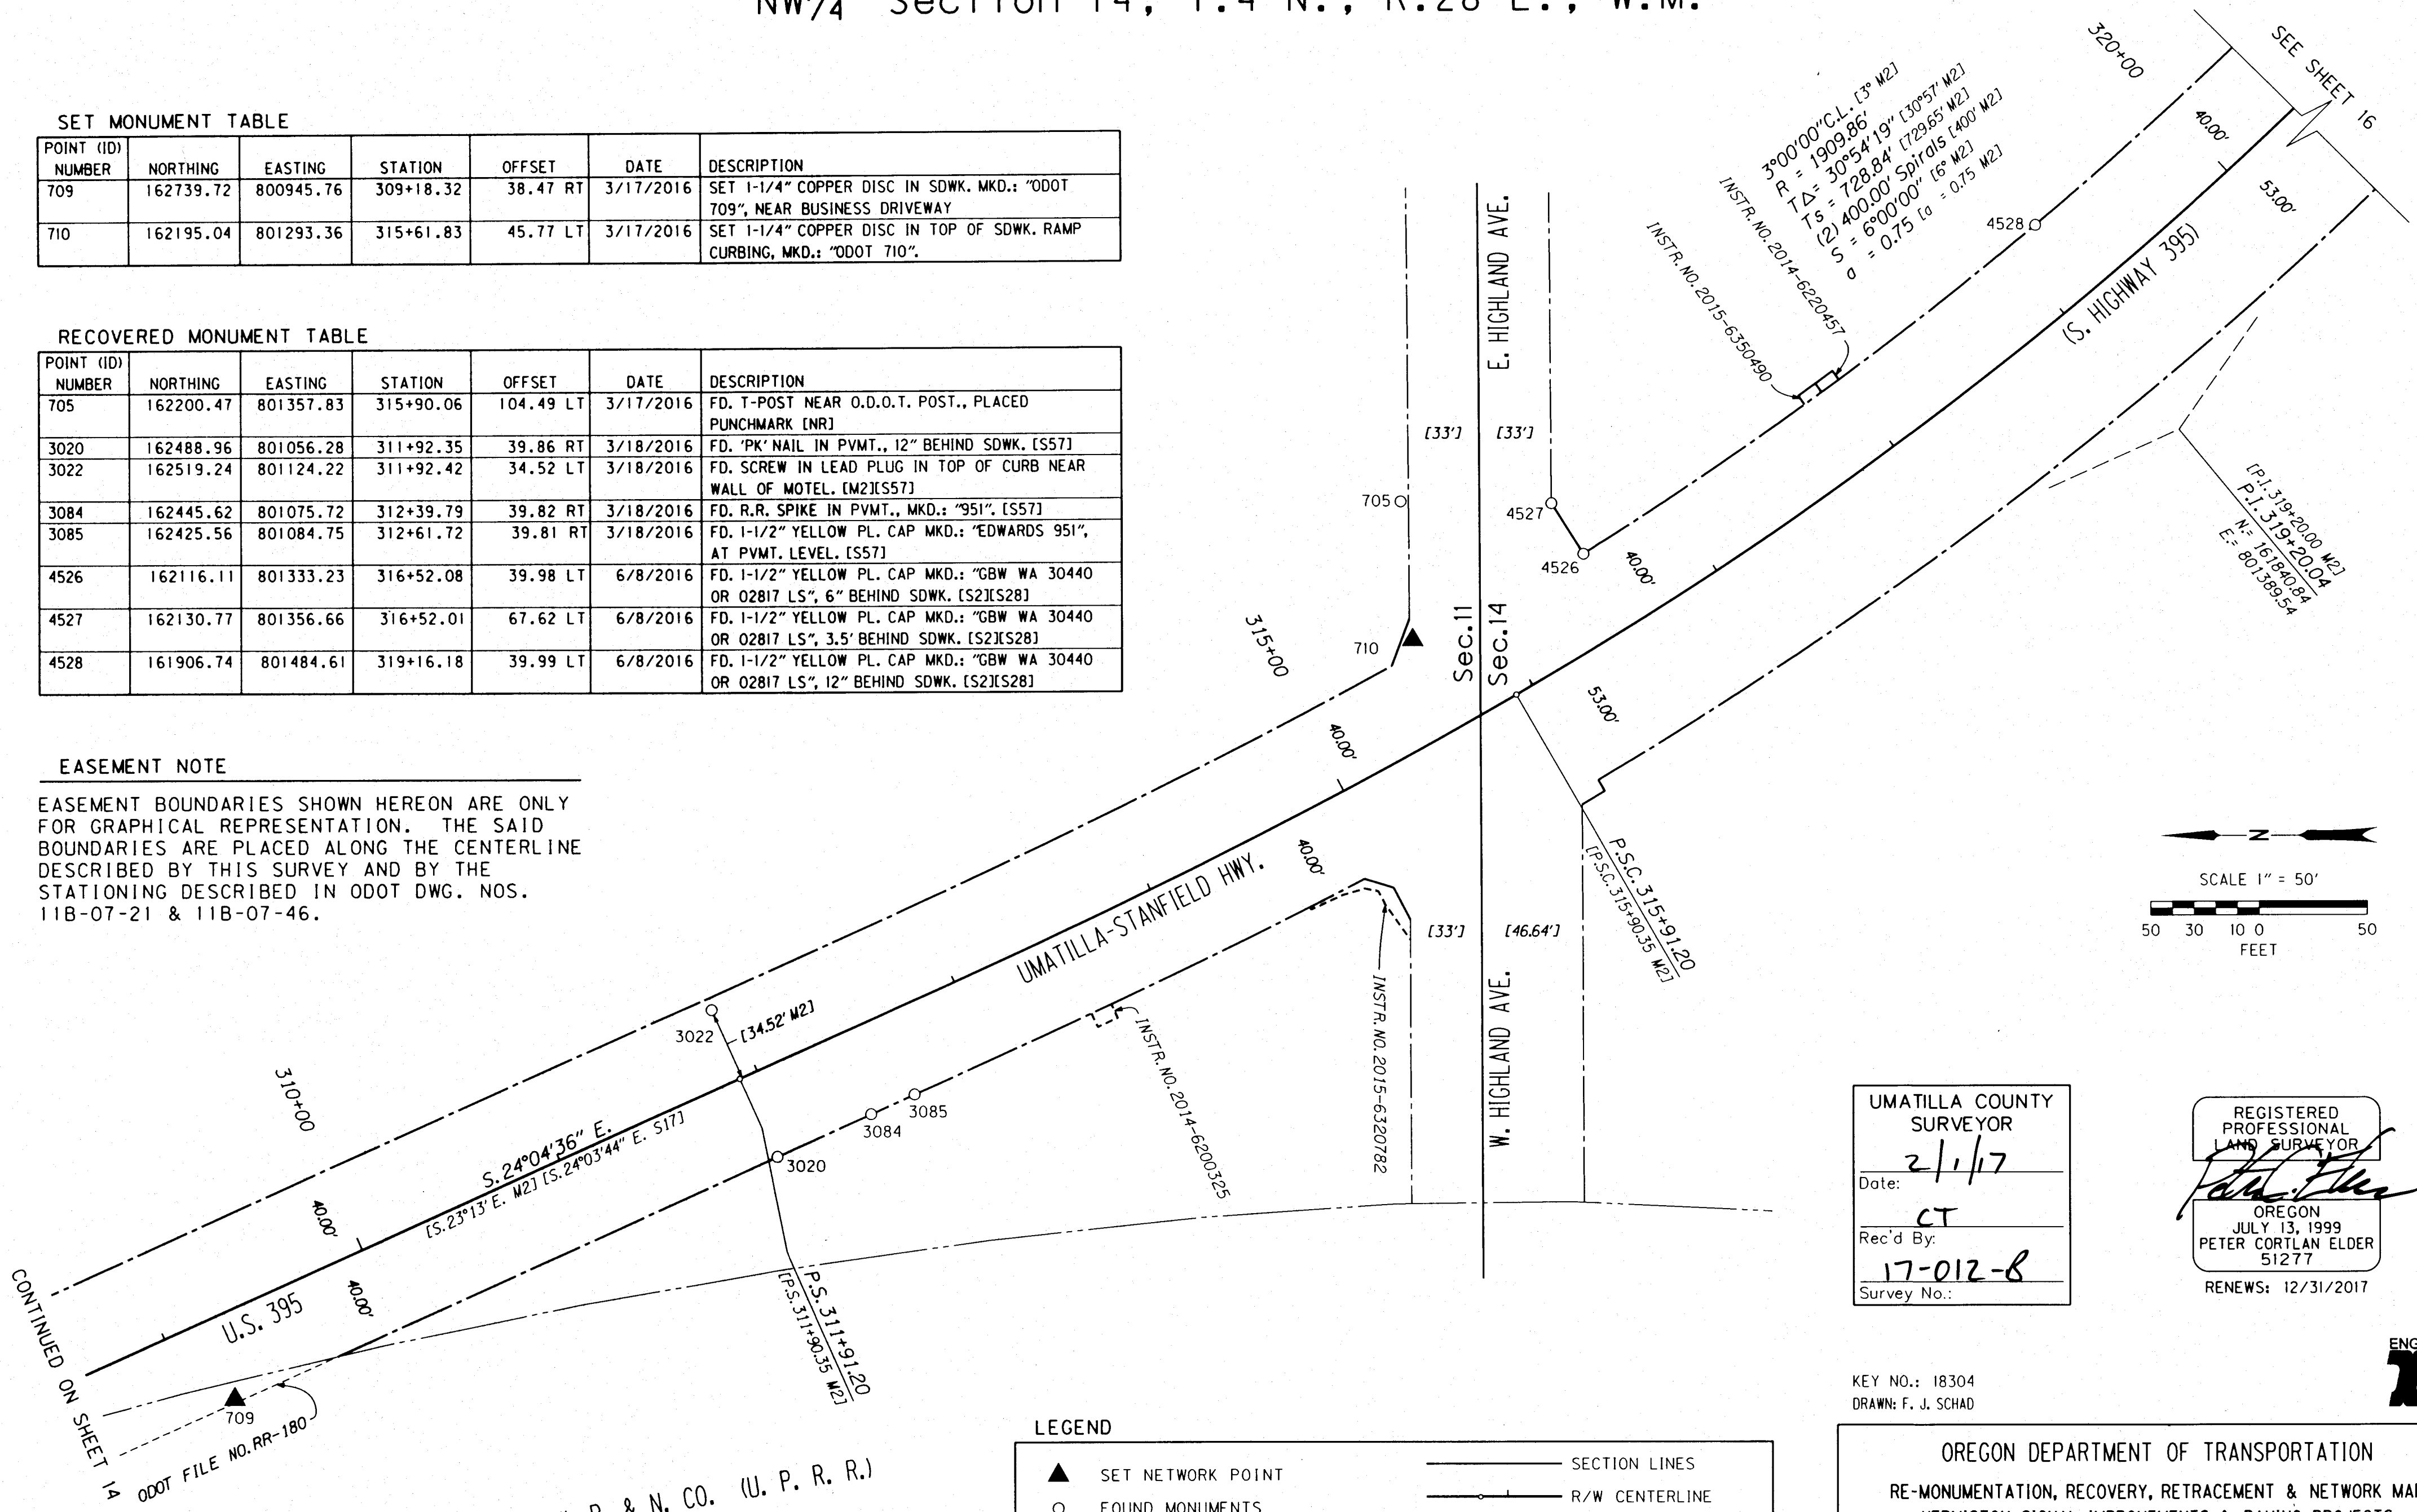 NW1/4 Section 14, T.4 N., R.28 E., W.M.
SET MONUMENT TABLE
POINT (ID) NUMBER NORTHING EASTING STATION OFFSET DATE DESCRIPTION
709 162739.72 800945.76 309+18.32 38.47 RT 3/17/2016 SET 1-1/4" COPPER DISC IN SDWK. MKD.: "ODOT
709", NEAR BUSINESS DRIVEWAY
710 162195.04 801293.36 315+61.83 45.77 LT 3/17/2016 SET 1-1/4" COPPER DISC IN TOP OF SDWK. RAMP
CURBING, MKD.: "ODOT 710".
RECOVERED MONUMENT TABLE
POINT (ID) NUMBER NORTHING EASTING STATION OFFSET DATE DESCRIPTION
705 162200.47 801357.83 315+90.06 104.49 LT 3/17/2016 FD. T-POST NEAR O.D.O.T. POST., PLACED
PUNCHMARK [NR]
3020 162488.96 801056.28 311+92.35 39.86 RT 3/18/2016 FD. 'PK' NAIL IN PVMT., 12" BEHIND SDWK. [S57]
3022 162519.24 801124.22 311+92.42 34.52 LT 3/18/2016 FD. SCREW IN LEAD PLUG IN TOP OF CURB NEAR
WALL OF MOTEL. [M2][S57]
3084 162445.62 801075.72 312+39.79 39.82 RT 3/18/2016 FD. R.R. SPIKE IN PVMT., MKD.: "951". [S57]
3085 162425.56 801084.75 312+61.72 39.81 RT 3/18/2016 FD. 1-1/2" YELLOW PL. CAP MKD.: "EDWARDS 951",
AT PVMT. LEVEL. [S57]
4526 162116.11 801333.23 316+52.08 39.98 LT 6/8/2016 FD. 1-1/2" YELLOW PL. CAP MKD.: "GBW WA 30440
OR 02817 LS", 6" BEHIND SDWK. [S2][S28]
4527 162130.77 801356.66 316+52.01 67.62 LT 6/8/2016 FD. 1-1/2" YELLOW PL. CAP MKD.: "GBW WA 30440
OR 02817 LS", 3.5' BEHIND SDWK. [S2][S28]
4528 161906.74 801484.61 319+16.18 39.99 LT 6/8/2016 FD. 1-1/2" YELLOW PL. CAP MKD.: "GBW WA 30440
OR 02817 LS", 12" BEHIND SDWK. [S2][S28]
EASEMENT NOTE
EASEMENT BOUNDARIES SHOWN HEREON ARE ONLY
FOR GRAPHICAL REPRESENTATION. THE SAID
BOUNDARIES ARE PLACED ALONG THE CENTERLINE
DESCRIBED BY THIS SURVEY AND BY THE
STATIONING DESCRIBED IN ODOT DWG. NOS.
11B-07-21 & 11B-07-46.
320+00
SEE SHEET 16
3°00'00"C.L. [3° M2]
R = 1909.86'
TΔ= 30°54'19" [30°57' M2]
Ts = 728.84' [729.65' M2]
(2) 400.00' Spirals [400' M2]
S = 6°00'00" [6° M2]
a = 0.75 [a = 0.75 M2]
INSTR.NO.2014-6220457
INSTR.NO.2015-6350490
40.00'
53.00'
4528
(S. HIGHWAY 395)
E. HIGHLAND AVE.
[33'] [33']
705
4527
4526
40.00'
[P.I. 319+20.00 M2]
P.I. 319+20.04
N.= 161840.84
E.= 801389.54
315+00
710
Sec.11
Sec.14
53.00'
40.00'
40.00'
P.S.C. 315+91.20
[P.S.C. 315+90.35 M2]
UMATILLA-STANFIELD HWY.
[33'] [46.64']
W. HIGHLAND AVE.
INSTR.NO.2015-6320782
INSTR.NO.2014-6200325
3022
[34.52' M2]
3085
3084
3020
310+00
S.24°04'36" E.
[S.23°13' E. M2] [S.24°03'44" E. S17]
40.00'
40.00'
P.S. 311+91.20
[P.S. 311+90.35 M2]
U.S. 395
CONTINUED ON SHEET 14
709
ODOT FILE NO.RR-180
& N. CO. (U. P. R. R.)
N
SCALE 1" = 50'
50 30 10 0 50
FEET
UMATILLA COUNTY
SURVEYOR
2/1/17
Date:
CT
Rec'd By:
17-012-B
Survey No.:
REGISTERED
PROFESSIONAL
LAND SURVEYOR
OREGON
JULY 13, 1999
PETER CORTLAN ELDER
51277
RENEWS: 12/31/2017
KEY NO.: 18304
DRAWN: F. J. SCHAD
LEGEND
SET NETWORK POINT
SECTION LINES
FOUND MONUMENTS
R/W CENTERLINE
OREGON DEPARTMENT OF TRANSPORTATION
RE-MONUMENTATION, RECOVERY, RETRACEMENT & NETWORK